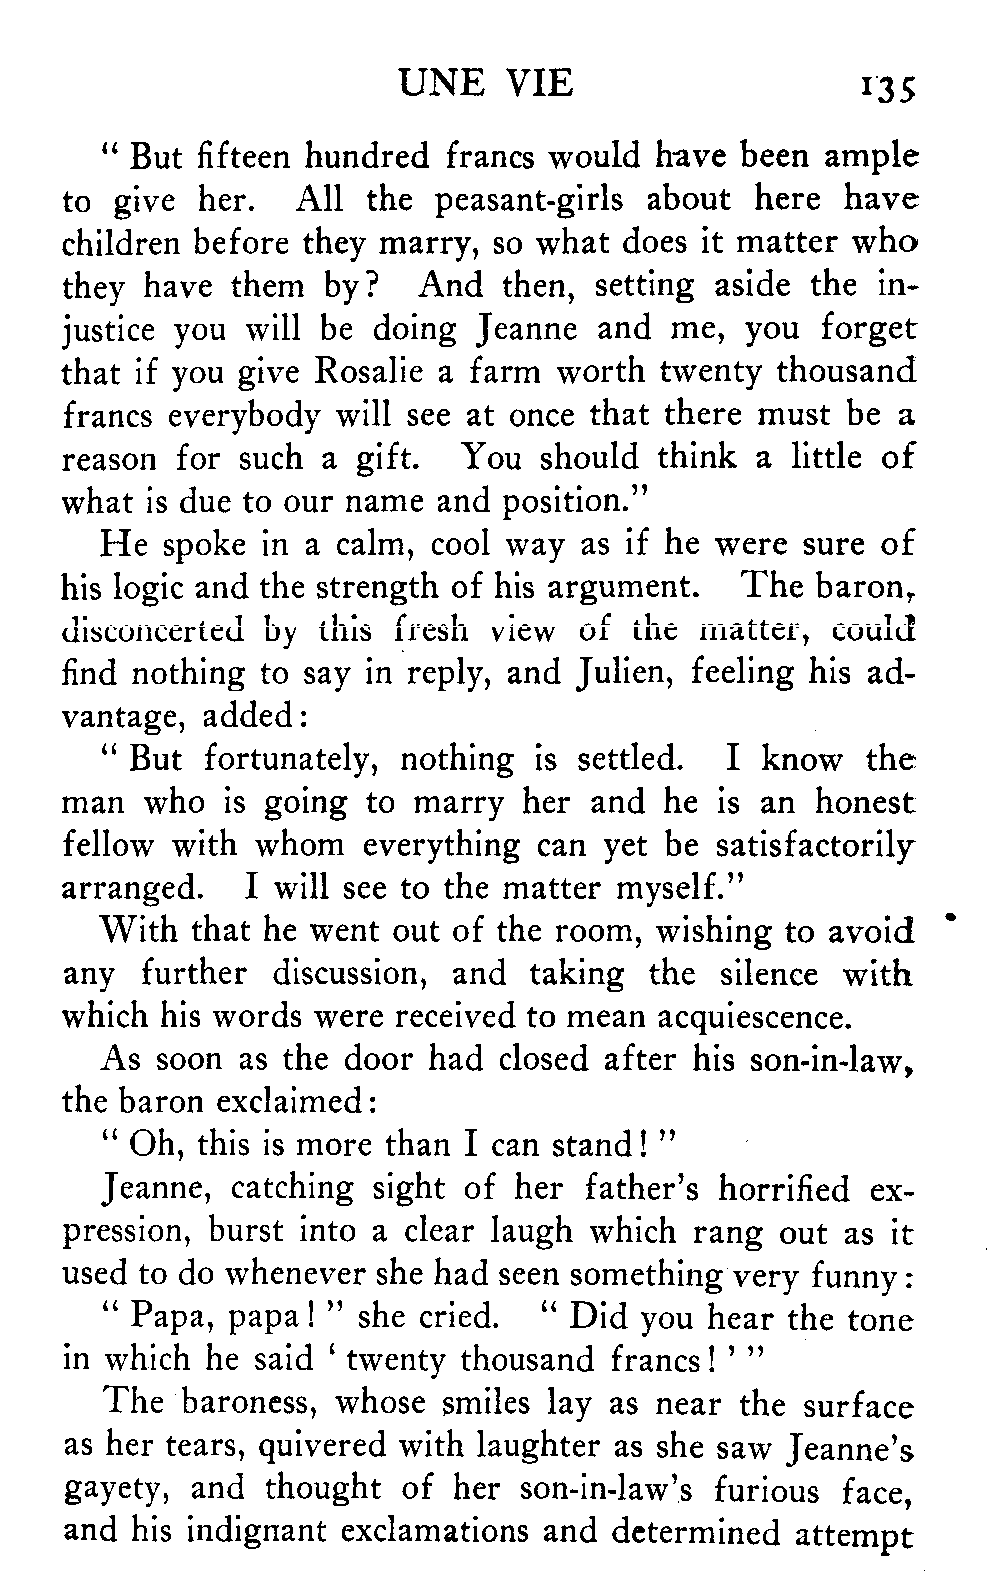 UNE VIE 135
" But fifteen hundred francs would have been ample
to give her. All the peasant-girls about here have
children before they marry, so what does it matter who
they have them by? And then, setting aside the in-
justice you will be doing Jeanne and me, you forget
that if you give Rosalie a farm worth twenty thousand
francs everybody will see at once that there must be a
reason for such a gift. You should think a little of
what is due to our name and position."
He spoke in a calm, cool way as if he were sure of
his logic and the strength of his argument. The baron,
disconcerted by this fresh view of the matter, could
find nothing to say in reply, and Julien, feeling his ad-
vantage, added:
" But fortunately, nothing is settled. I know the
man who is going to marry her and he is an honest
fellow with whom everything can yet be satisfactorily
arranged. I will see to the matter myself."
With that he went out of the room, wishing to avoid
any further discussion, and taking the silence with
which his words were received to mean acquiescence.
As soon as the door had closed after his son-in-law,
the baron exclaimed:
" Oh, this is more than I can stand! "
Jeanne, catching sight of her father's horrified ex-
pression, burst into a clear laugh which rang out as it
used to do whenever she had seen something very funny:
" Papa, papa! " she cried. " Did you hear the tone
in which he said ' twenty thousand francs! ' "
The baroness, whose smiles lay as near the surface
as her tears, quivered with laughter as she saw Jeanne's
gayety, and thought of her son-in-law's furious face,
and his indignant exclamations and determined attempt